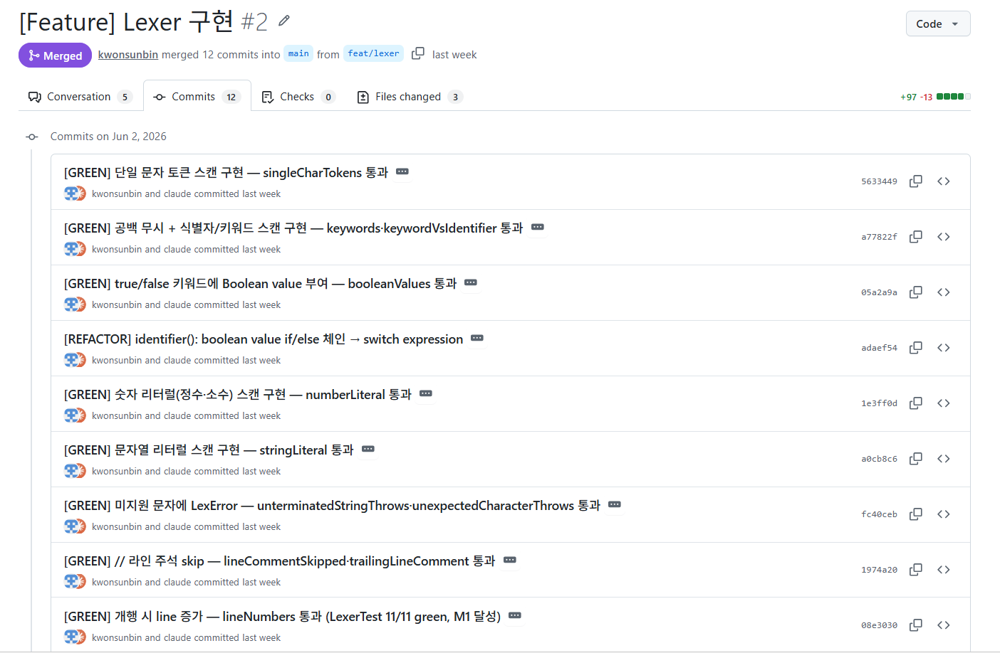 [Feature] Lexer 구현 #2
Code
Merged kwonsunbin merged 12 commits into main from feat/lexer last week
Conversation 5 Commits 12 Checks 0 Files changed 3 +97 -13
Commits on Jun 2, 2026
[GREEN] 단일 문자 토큰 스캔 구현 — singleCharTokens 통과
kwonsunbin and claude committed last week
5633449
[GREEN] 공백 무시 + 식별자/키워드 스캔 구현 — keywords·keywordVsIdentifier 통과
kwonsunbin and claude committed last week
a77822f
[GREEN] true/false 키워드에 Boolean value 부여 — booleanValues 통과
kwonsunbin and claude committed last week
05a2a9a
[REFACTOR] identifier(): boolean value if/else 체인 → switch expression
kwonsunbin and claude committed last week
adaef54
[GREEN] 숫자 리터럴(정수·소수) 스캔 구현 — numberLiteral 통과
kwonsunbin and claude committed last week
1e3ff0d
[GREEN] 문자열 리터럴 스캔 구현 — stringLiteral 통과
kwonsunbin and claude committed last week
a0cb8c6
[GREEN] 미지원 문자에 LexError — unterminatedStringThrows·unexpectedCharacterThrows 통과
kwonsunbin and claude committed last week
fc40ceb
[GREEN] // 라인 주석 skip — lineCommentSkipped·trailingLineComment 통과
kwonsunbin and claude committed last week
1974a20
[GREEN] 개행 시 line 증가 — lineNumbers 통과 (LexerTest 11/11 green, M1 달성)
kwonsunbin and claude committed last week
08e3030